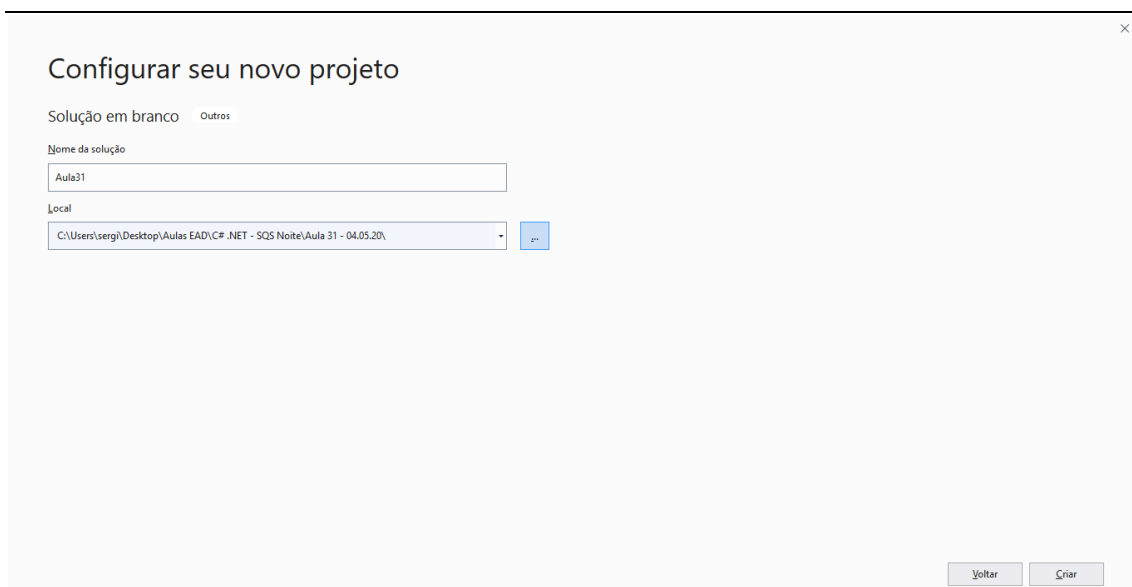 Configurar seu novo projeto
Solução em branco Outros
Nome da solução
Aula31
Local
C:\Users\sergi\Desktop\Aulas EAD\C# .NET - SQS Noite\Aula 31 - 04.05.20\ ...
Voltar Criar